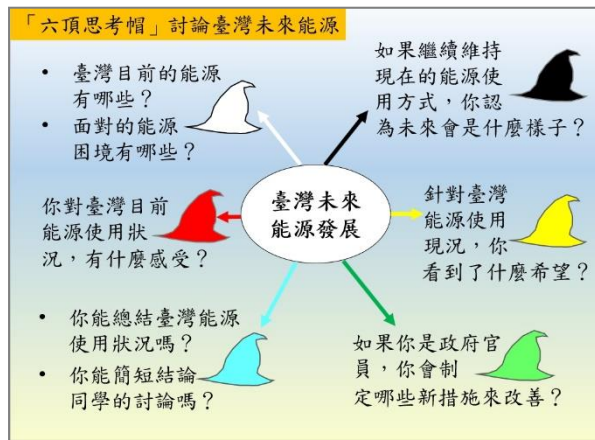 「六頂思考帽」討論臺灣未來能源
• 臺灣目前的能源
有哪些？
• 面對的能源
困境有哪些？
如果繼續維持
現在的能源使
用方式，你認
為未來會是什麼樣子？
你對臺灣目前
能源使用狀
況，有什麼感受？
臺灣未來
能源發展
針對臺灣
能源使用
現況，你
看到了什麼希望？
• 你能總結臺灣能源
使用狀況嗎？
• 你能簡短結論
同學的討論嗎？
如果你是政府官
員，你會制
定哪些新措施來改善？